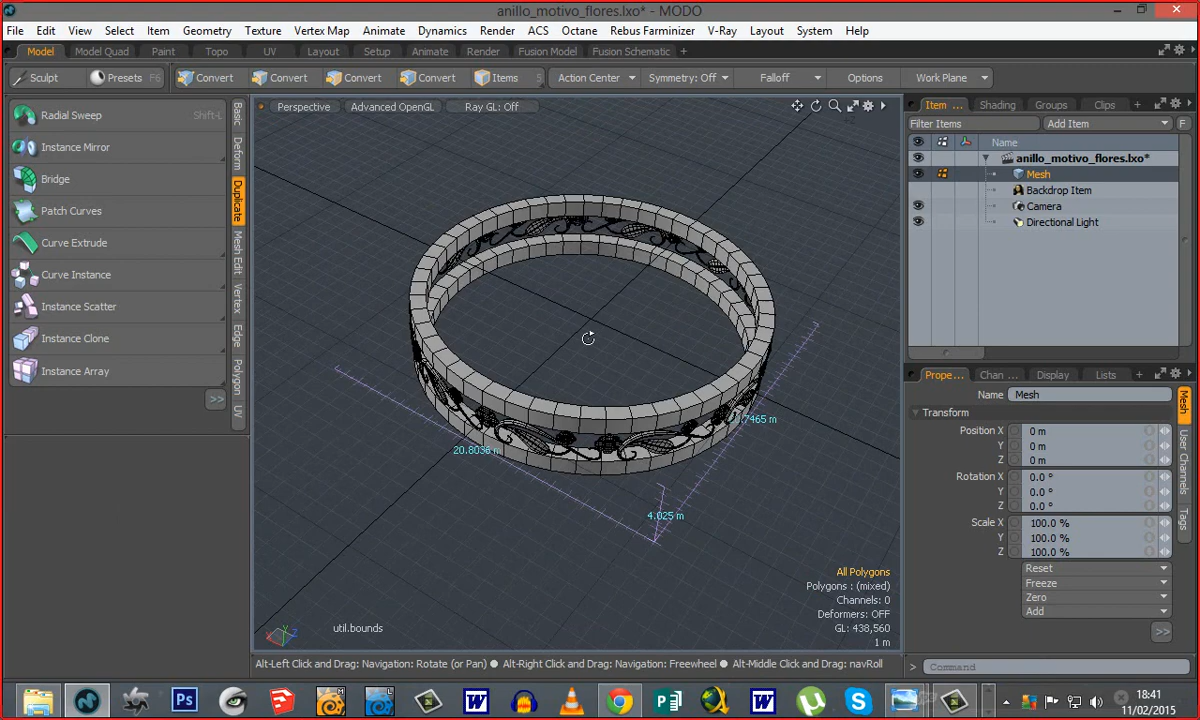 anillo_motivo_flores.lxo* - MODO
File Edit View Select Item Geometry Texture Vertex Map Animate Dynamics Render ACS Octane Rebus Farminizer V-Ray Layout System Help
Model Model Quad Paint Topo UV Layout Setup Animate Render Fusion Model Fusion Schematic +
Sculpt Presets F6 Convert Convert Convert Convert Items 5 Action Center Symmetry: Off Falloff Options Work Plane
Radial Sweep Shift-L
Instance Mirror
Bridge
Patch Curves
Curve Extrude
Curve Instance
Instance Scatter
Instance Clone
Instance Array
>>
Basic
Deform
Duplicate
Mesh Edit
Vertex
Edge
Polygon
UV
Perspective Advanced OpenGL Ray GL: Off
20.8036 m
4.025 m
All Polygons
Polygons : (mixed)
Channels: 0
Deformers: OFF
GL: 438,560
1 m
util.bounds
X Y Z
Alt-Left Click and Drag: Navigation: Rotate (or Pan) ● Alt-Right Click and Drag: Navigation: Freewheel ● Alt-Middle Click and Drag: navRoll
Item ... Shading Groups Clips +
Filter Items Add Item F
Name
anillo_motivo_flores.lxo*
Mesh
Backdrop Item
Camera
Directional Light
Prope... Chan ... Display Lists +
Name Mesh
Transform
Position X 0 m
Y 0 m
Z 0 m
Rotation X 0.0 °
Y 0.0 °
Z 0.0 °
Scale X 100.0 %
Y 100.0 %
Z 100.0 %
Reset
Freeze
Zero
Add
>>
Mesh
User Channels
Tags
> Command
Ps W W S
18:41
11/02/2015